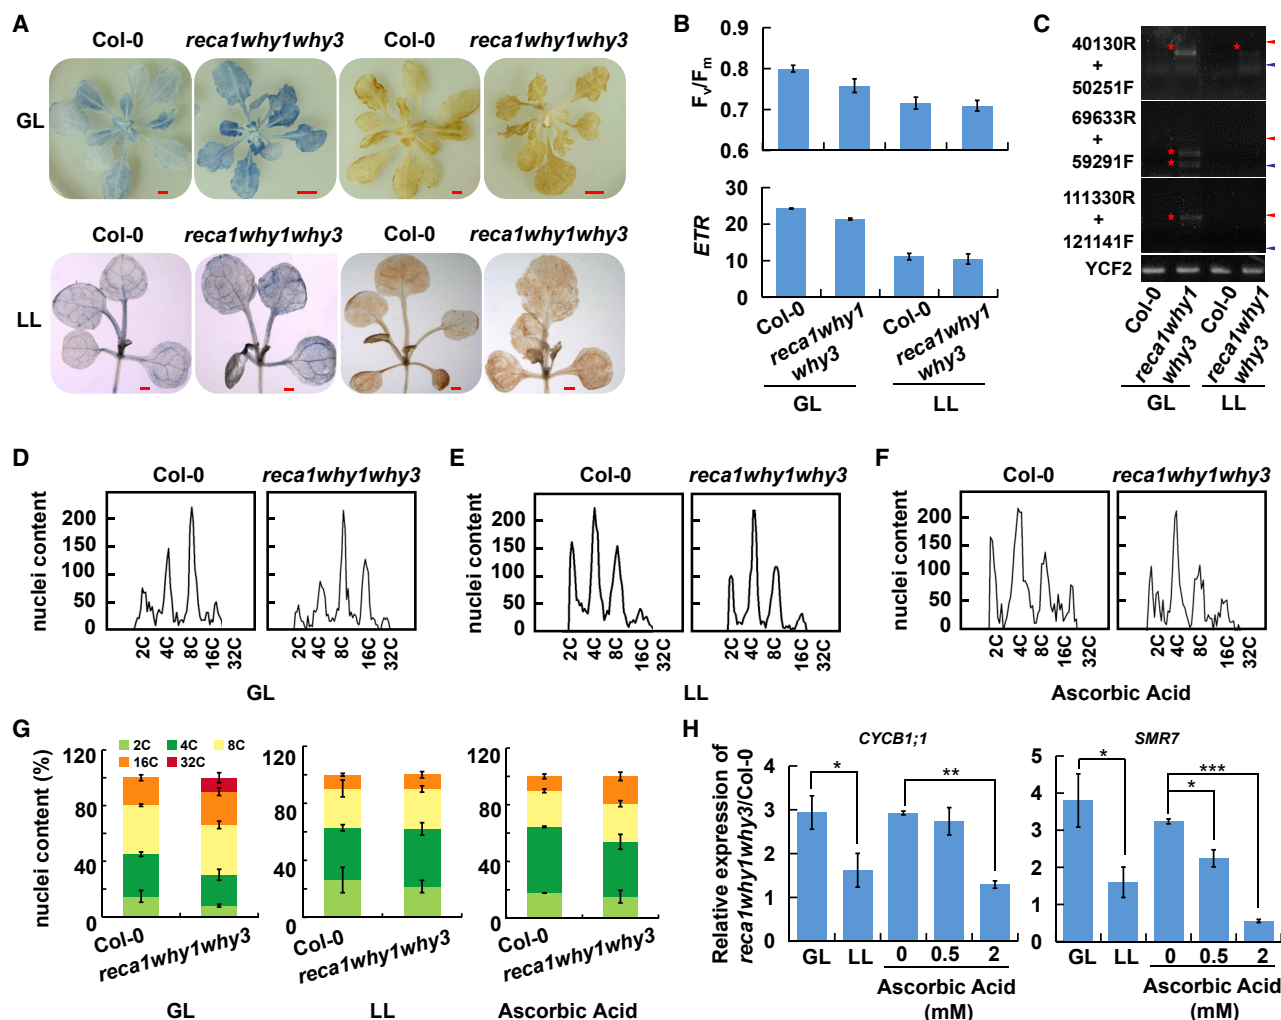 A
Col-0 reca1why1why3 Col-0 reca1why1why3
GL
Col-0 reca1why1why3 Col-0 reca1why1why3
LL
B
Fv/Fm
0.9
0.8
0.7
0.6
ETR
30
20
10
0
Col-0
reca1why1
why3
Col-0
reca1why1
why3
GL LL
C
40130R
+
50251F
69633R
+
59291F
111330R
+
121141F
YCF2
Col-0
reca1why1
why3
Col-0
reca1why1
why3
GL LL
D
Col-0 reca1why1why3
nuclei content
200
150
100
50
0
2C 4C 8C 16C 32C 2C 4C 8C 16C 32C
GL
E
Col-0 reca1why1why3
nuclei content
200
150
100
50
0
2C 4C 8C 16C 32C 2C 4C 8C 16C 32C
LL
F
Col-0 reca1why1why3
nuclei content
200
150
100
50
0
2C 4C 8C 16C 32C 2C 4C 8C 16C 32C
Ascorbic Acid
G
nuclei content (%)
2C 4C 8C
16C 32C
120
80
40
0
Col-0
reca1why1why3
GL
120
80
40
0
Col-0
reca1why1why3
LL
120
80
40
0
Col-0
reca1why1why3
Ascorbic Acid
H
Relative expression of
reca1why1why3/Col-0
CYCB1;1
4
3
2
1
0
* **
GL LL 0 0.5 2
Ascorbic Acid
(mM)
SMR7
5
4
3
2
1
0
* *** *
GL LL 0 0.5 2
Ascorbic Acid
(mM)